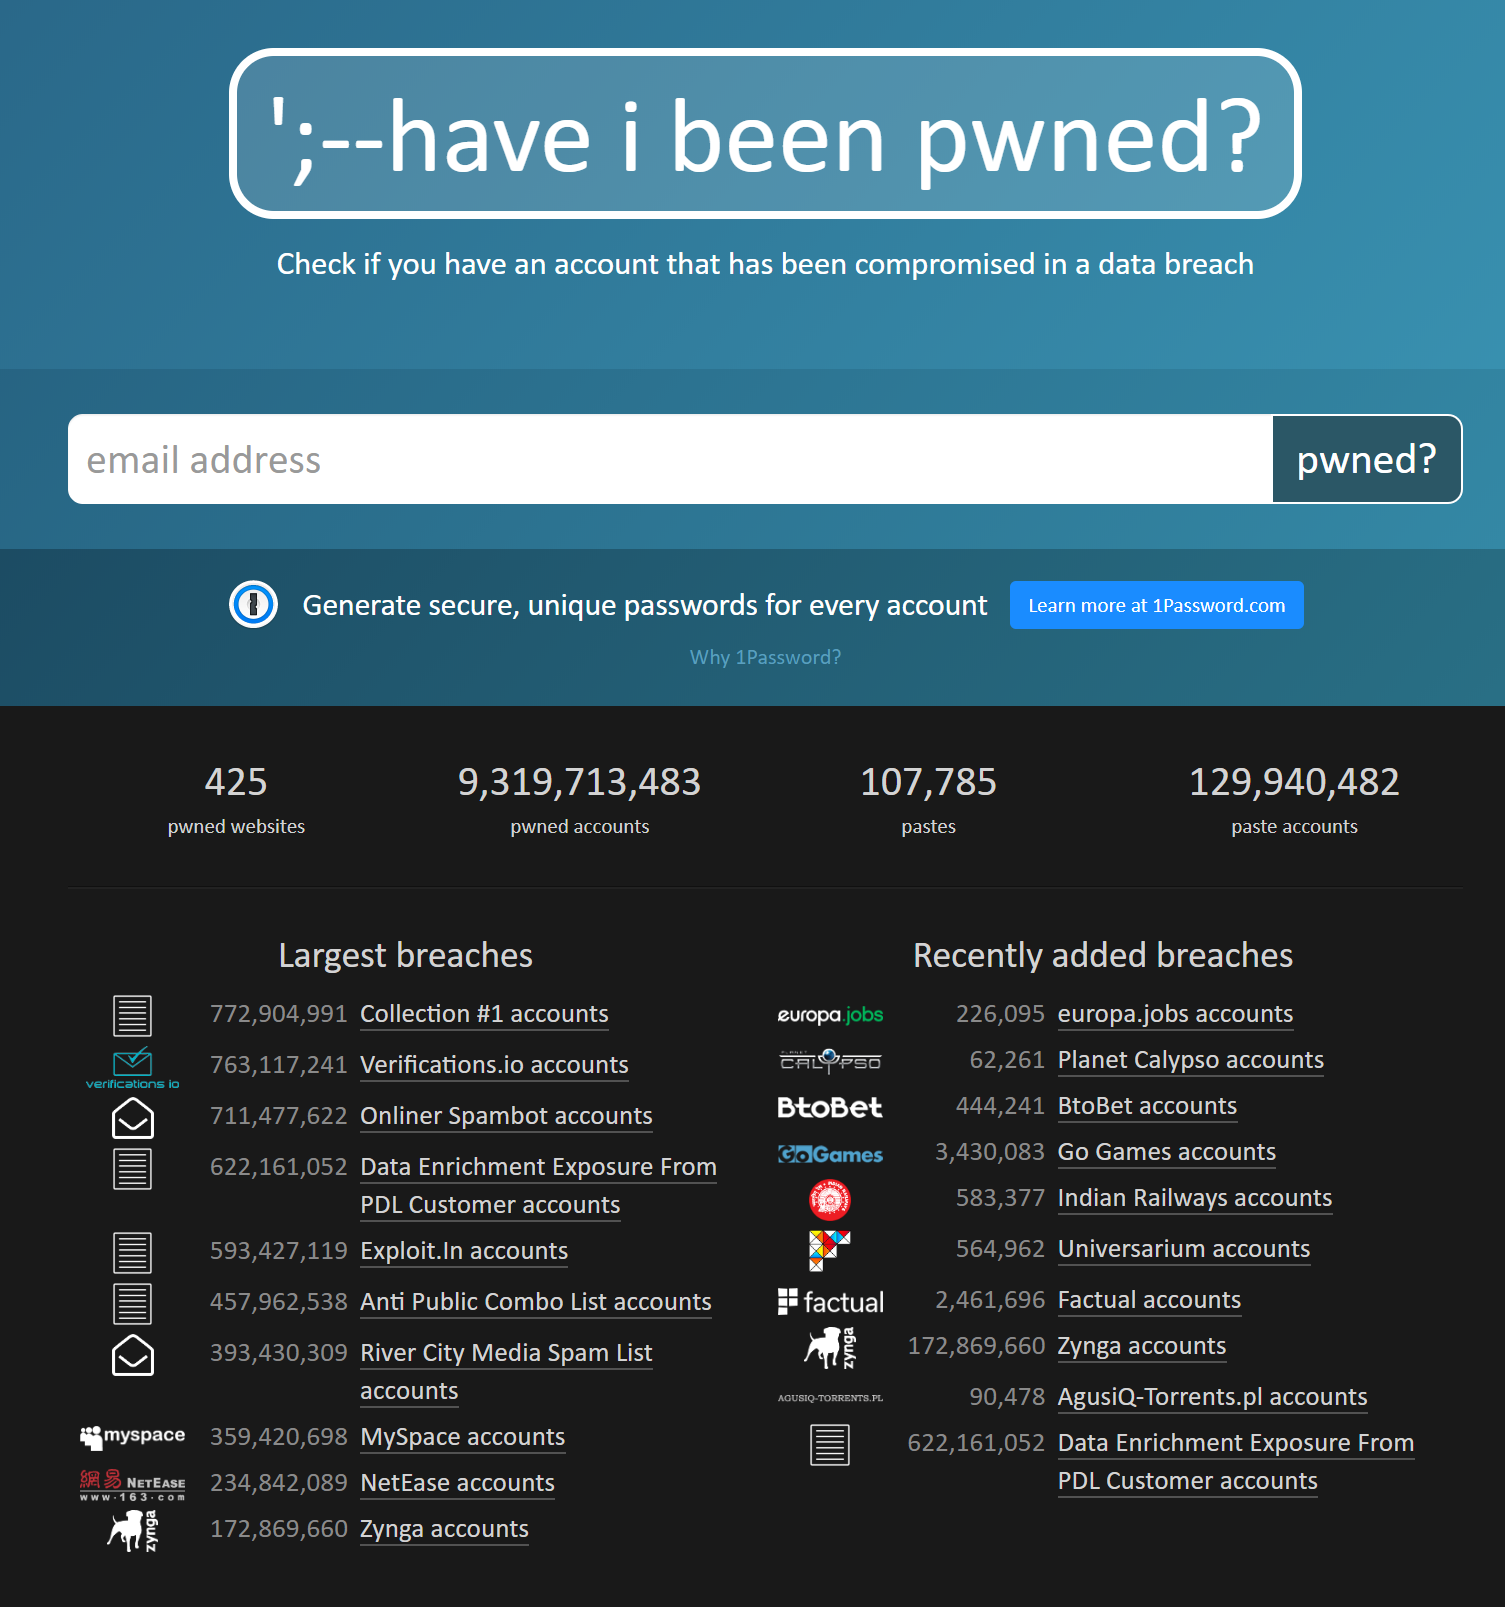 ';--have i been pwned?
Check if you have an account that has been compromised in a data breach
email address
pwned?
Generate secure, unique passwords for every account
Learn more at 1Password.com
Why 1Password?
425
pwned websites
9,319,713,483
pwned accounts
107,785
pastes
129,940,482
paste accounts
Largest breaches
772,904,991 Collection #1 accounts
verifications io
763,117,241 Verifications.io accounts
711,477,622 Onliner Spambot accounts
622,161,052 Data Enrichment Exposure From
PDL Customer accounts
593,427,119 Exploit.In accounts
457,962,538 Anti Public Combo List accounts
393,430,309 River City Media Spam List
accounts
myspace
359,420,698 MySpace accounts
網易 NETEASE
www.163.com
234,842,089 NetEase accounts
zynga
172,869,660 Zynga accounts
Recently added breaches
europa.jobs
226,095 europa.jobs accounts
PLANET
CALYPSO
62,261 Planet Calypso accounts
BtoBet
444,241 BtoBet accounts
GoGames
3,430,083 Go Games accounts
583,377 Indian Railways accounts
564,962 Universarium accounts
factual
2,461,696 Factual accounts
zynga
172,869,660 Zynga accounts
AGUSIQ-TORRENTS.PL
90,478 AgusiQ-Torrents.pl accounts
622,161,052 Data Enrichment Exposure From
PDL Customer accounts